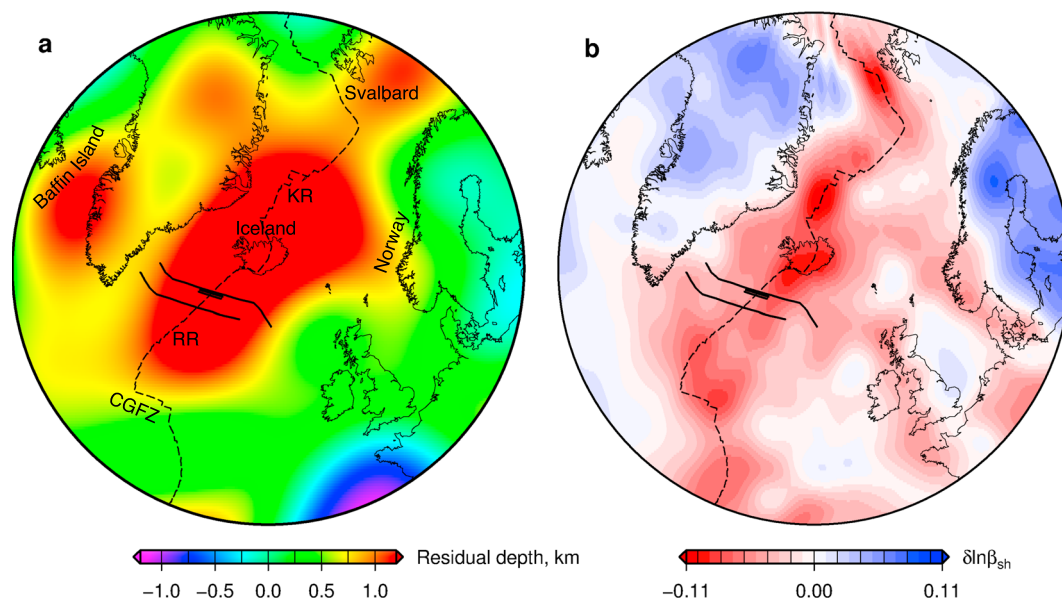 a
Svalbard
Baffin Island
KR
Iceland
Norway
RR
CGFZ
−1.0 −0.5 0.0 0.5 1.0
Residual depth, km
b
−0.11 0.00 0.11
δlnβsh